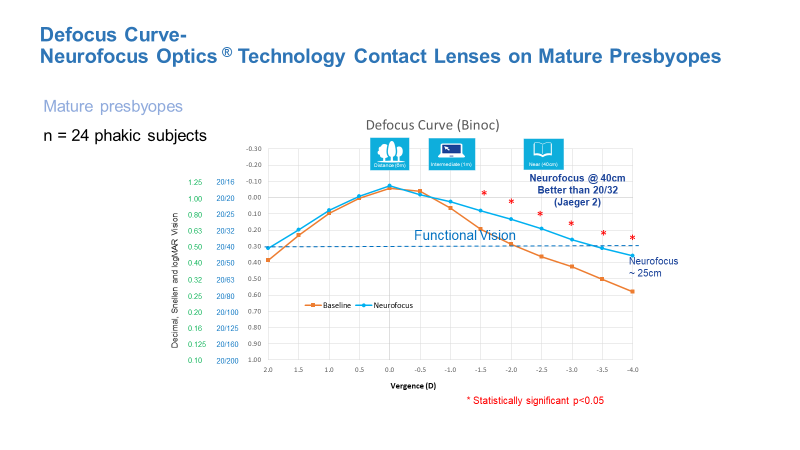 Defocus Curve-
Neurofocus Optics ® Technology Contact Lenses on Mature Presbyopes
Mature presbyopes
n = 24 phakic subjects
Defocus Curve (Binoc)
Distance (6m)
Intermediate (1m)
Near (40cm)
Neurofocus @ 40cm
Better than 20/32
(Jaeger 2)
* * * * * *
Functional Vision
Neurofocus
~ 25cm
Baseline
Neurofocus
Decimal, Snellen and logMAR Vision
-0.30
-0.20
1.25 20/16 -0.10
1.00 20/20 0.00
0.80 20/25 0.10
0.63 20/32 0.20
0.50 20/40 0.30
0.40 20/50 0.40
0.32 20/63 0.50
0.25 20/80 0.60
0.20 20/100 0.70
0.16 20/125 0.80
0.125 20/160 0.90
0.10 20/200 1.00
2.0 1.5 1.0 0.5 0.0 -0.5 -1.0 -1.5 -2.0 -2.5 -3.0 -3.5 -4.0
Vergence (D)
* Statistically significant p<0.05